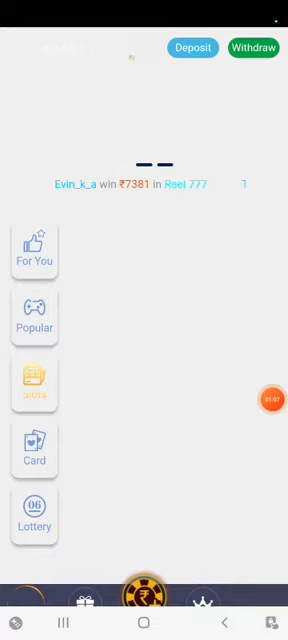 Deposit
Withdraw
Evin_k_a win ₹7381 in Reel 777
For You
Popular
Slots
Card
06
Lottery
01:07